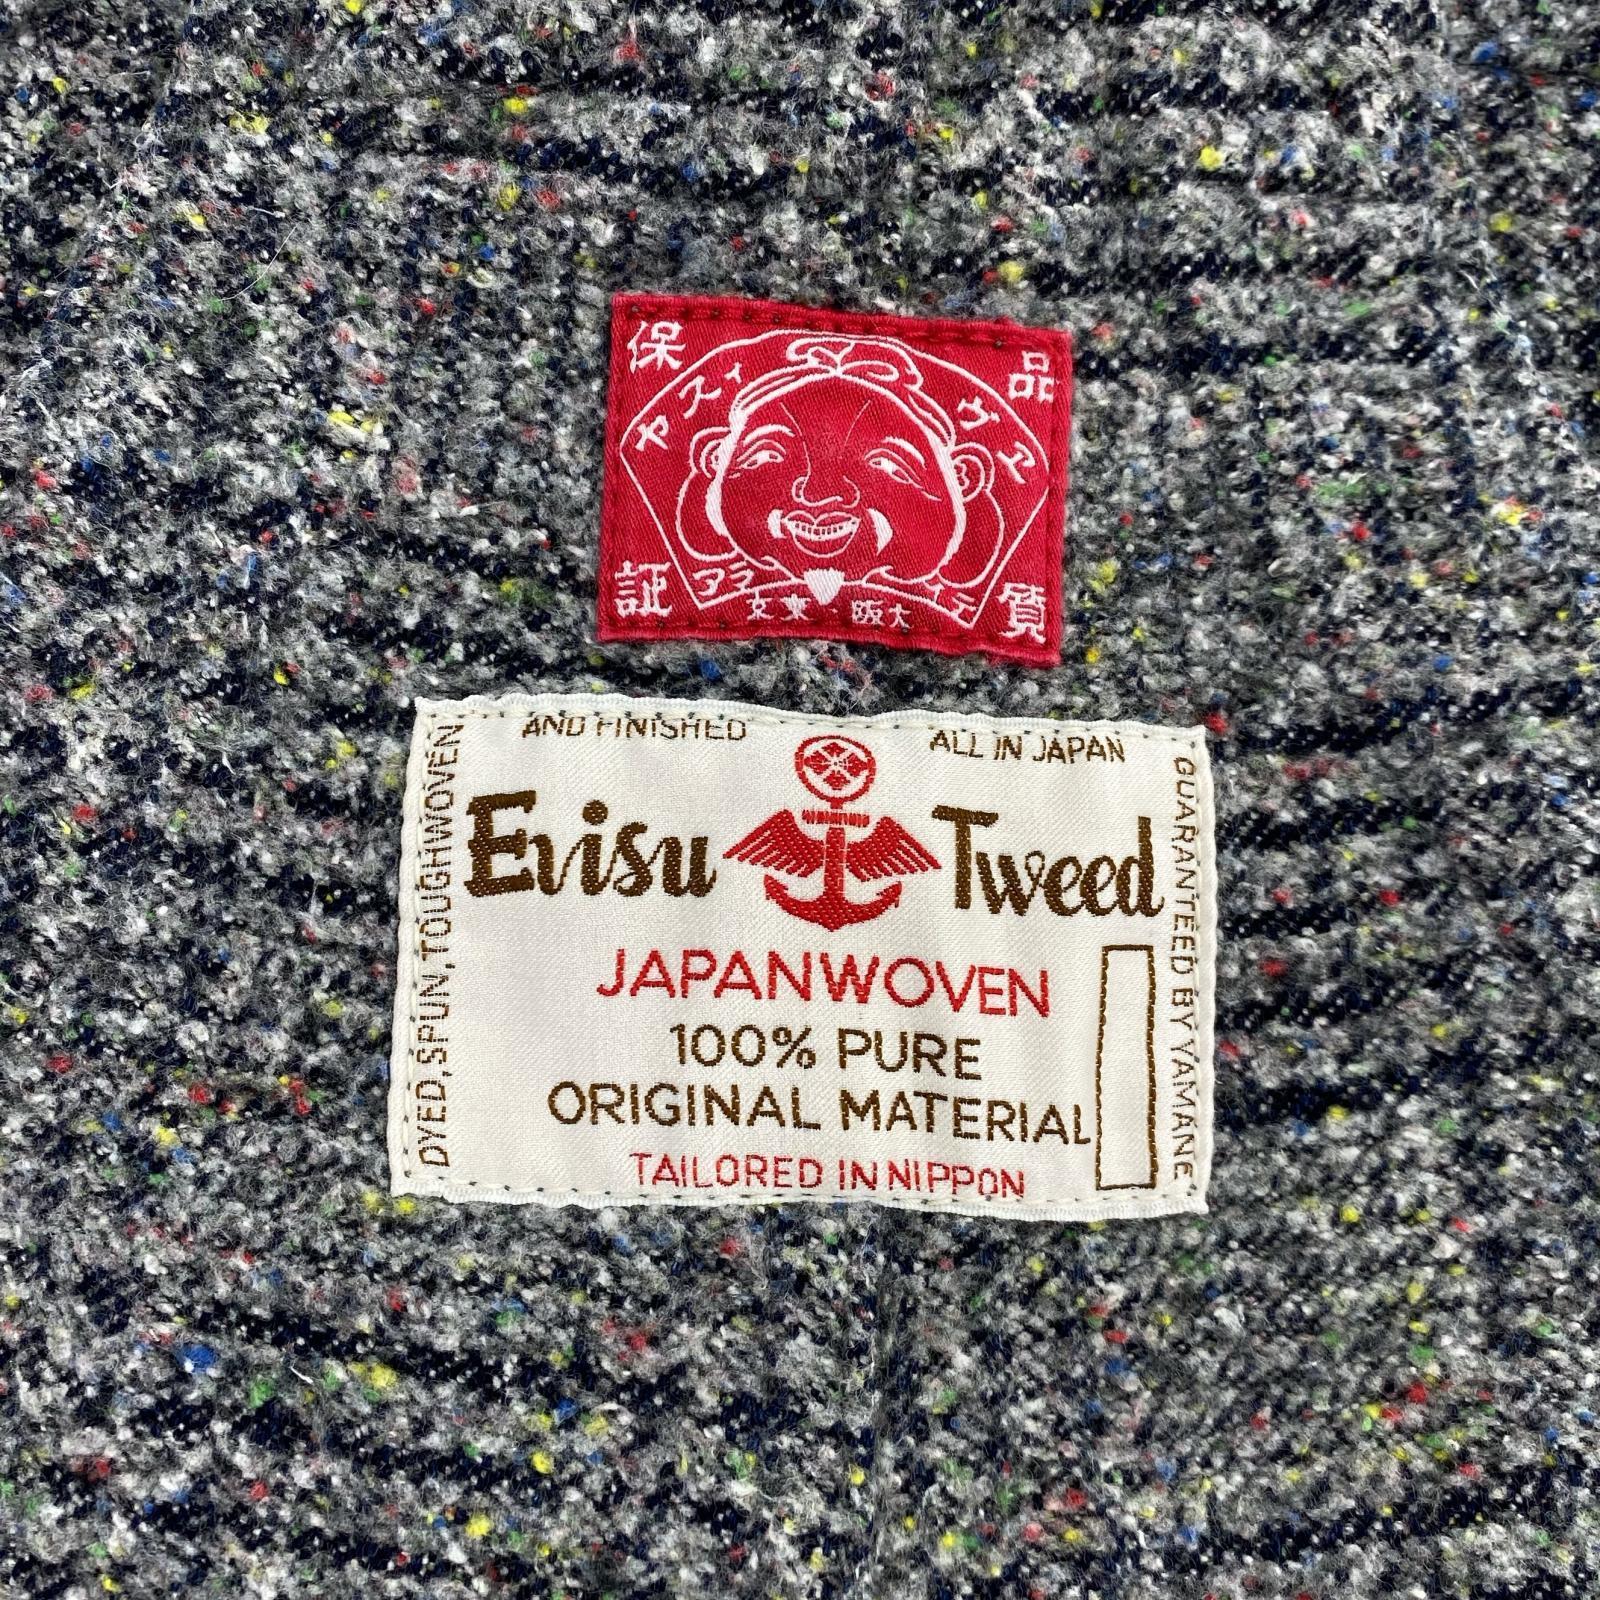 保 品
ヤスィ ヴエ
証 質
京東・阪大
AND FINISHED ALL IN JAPAN
DYED, SPUN, TOUGHWOVEN
Evisu Tweed
GUARANTEED BY YAMANE
JAPANWOVEN
100% PURE
ORIGINAL MATERIAL
TAILORED IN NIPPON